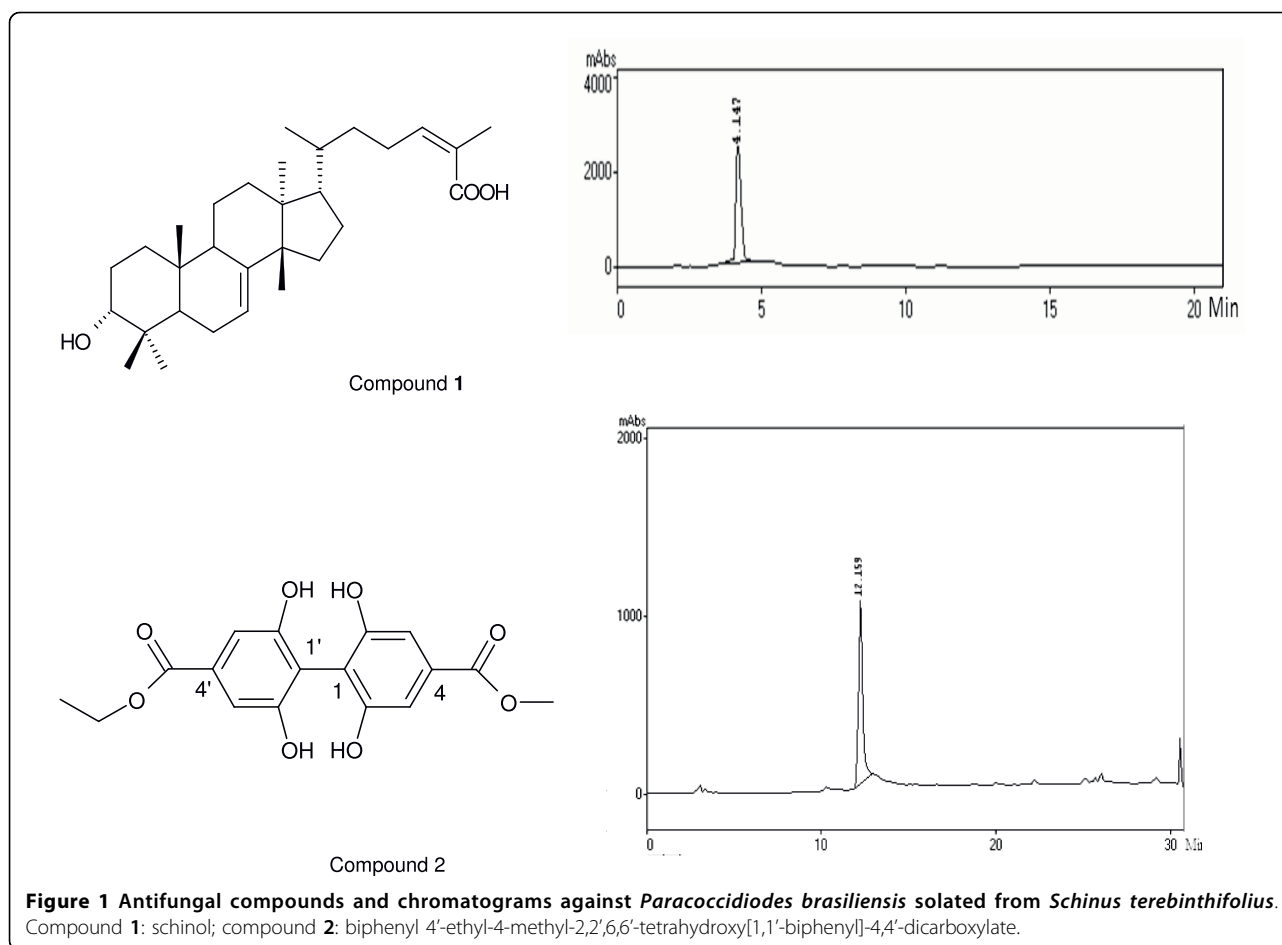 mAbs
4000
4.147
2000
0
0 5 10 15 20 Min
COOH
HO
Compound 1
mAbs
2000
12.159
1000
0
0 10 20 30 Min
OH HO
O O
1'
4' 1 4
O O
OH HO
Compound 2
Figure 1 Antifungal compounds and chromatograms against Paracoccidiodes brasiliensis solated from Schinus terebinthifolius.
Compound 1: schinol; compound 2: biphenyl 4′-ethyl-4-methyl-2,2′,6,6′-tetrahydroxy[1,1′-biphenyl]-4,4′-dicarboxylate.